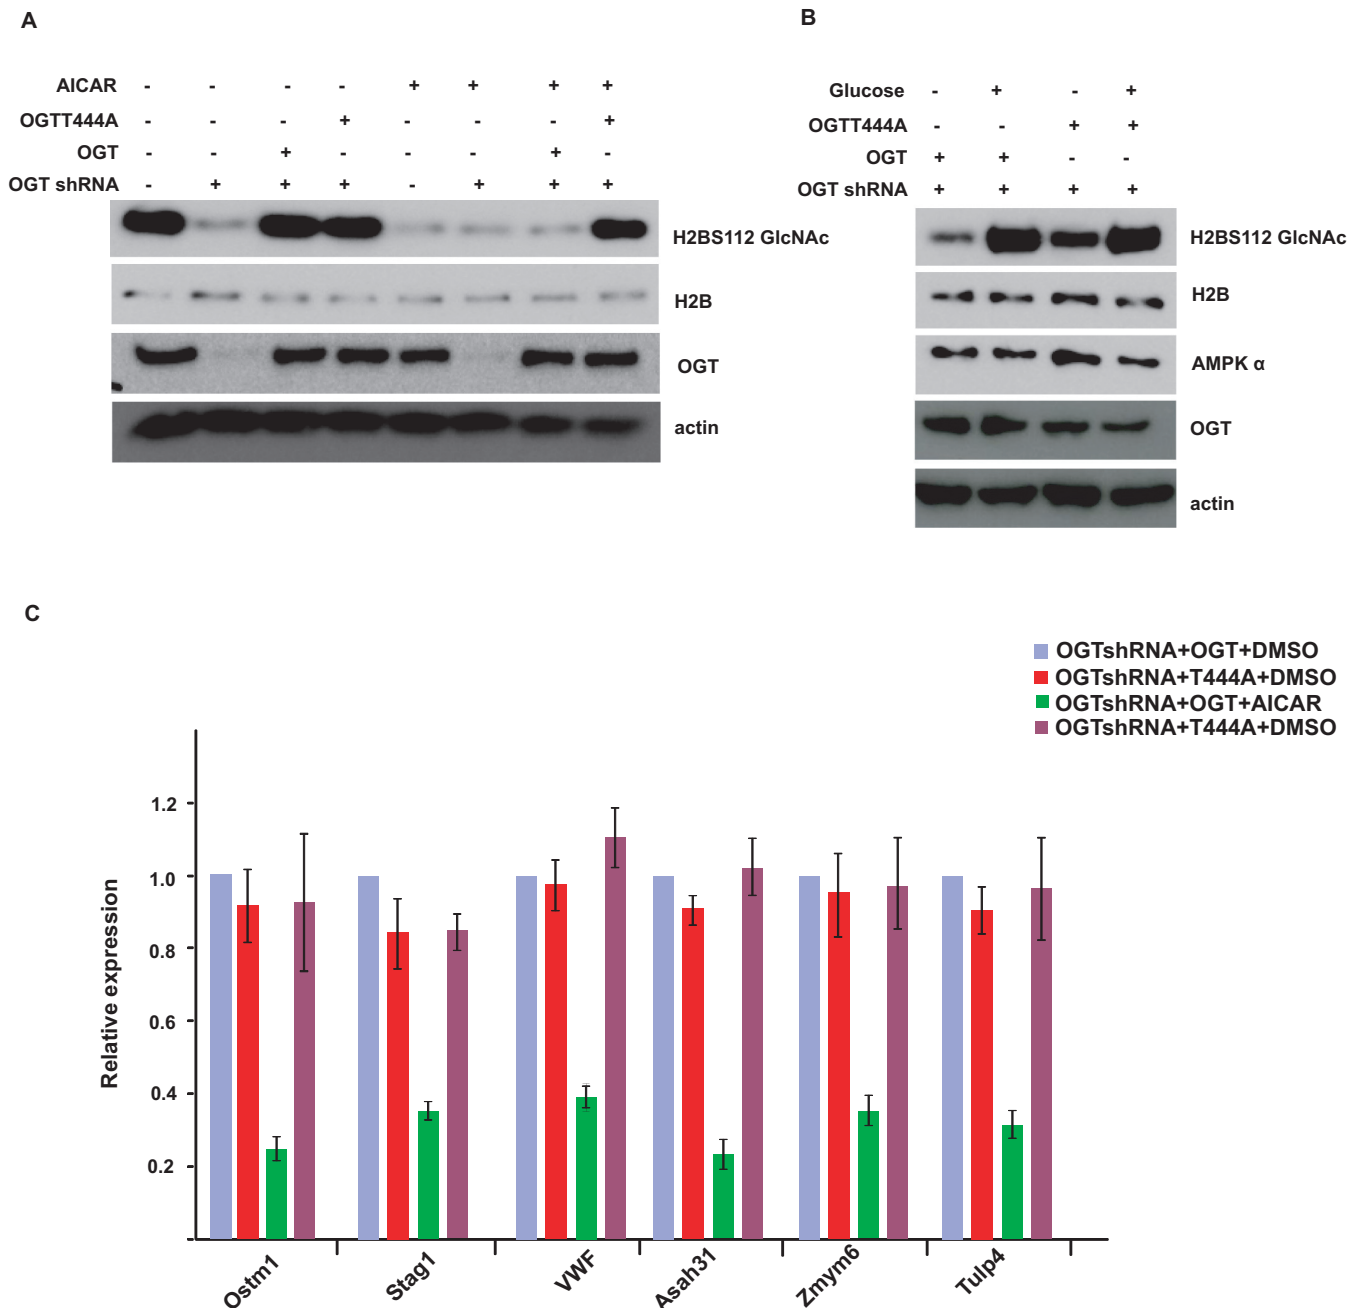 A
AICAR - - - - + + + +
OGTT444A - - - + - - - +
OGT - - + - - - + -
OGT shRNA - + + + - + + +
H2BS112 GlcNAc
H2B
OGT
actin
B
Glucose - + - +
OGTT444A - - + +
OGT + + - -
OGT shRNA + + + +
H2BS112 GlcNAc
H2B
AMPK α
OGT
actin
C
OGTshRNA+OGT+DMSO
OGTshRNA+T444A+DMSO
OGTshRNA+OGT+AICAR
OGTshRNA+T444A+DMSO
Relative expression
1.2
1.0
0.8
0.6
0.4
0.2
Ostm1
Stag1
VWF
Asah31
Zmym6
Tulp4